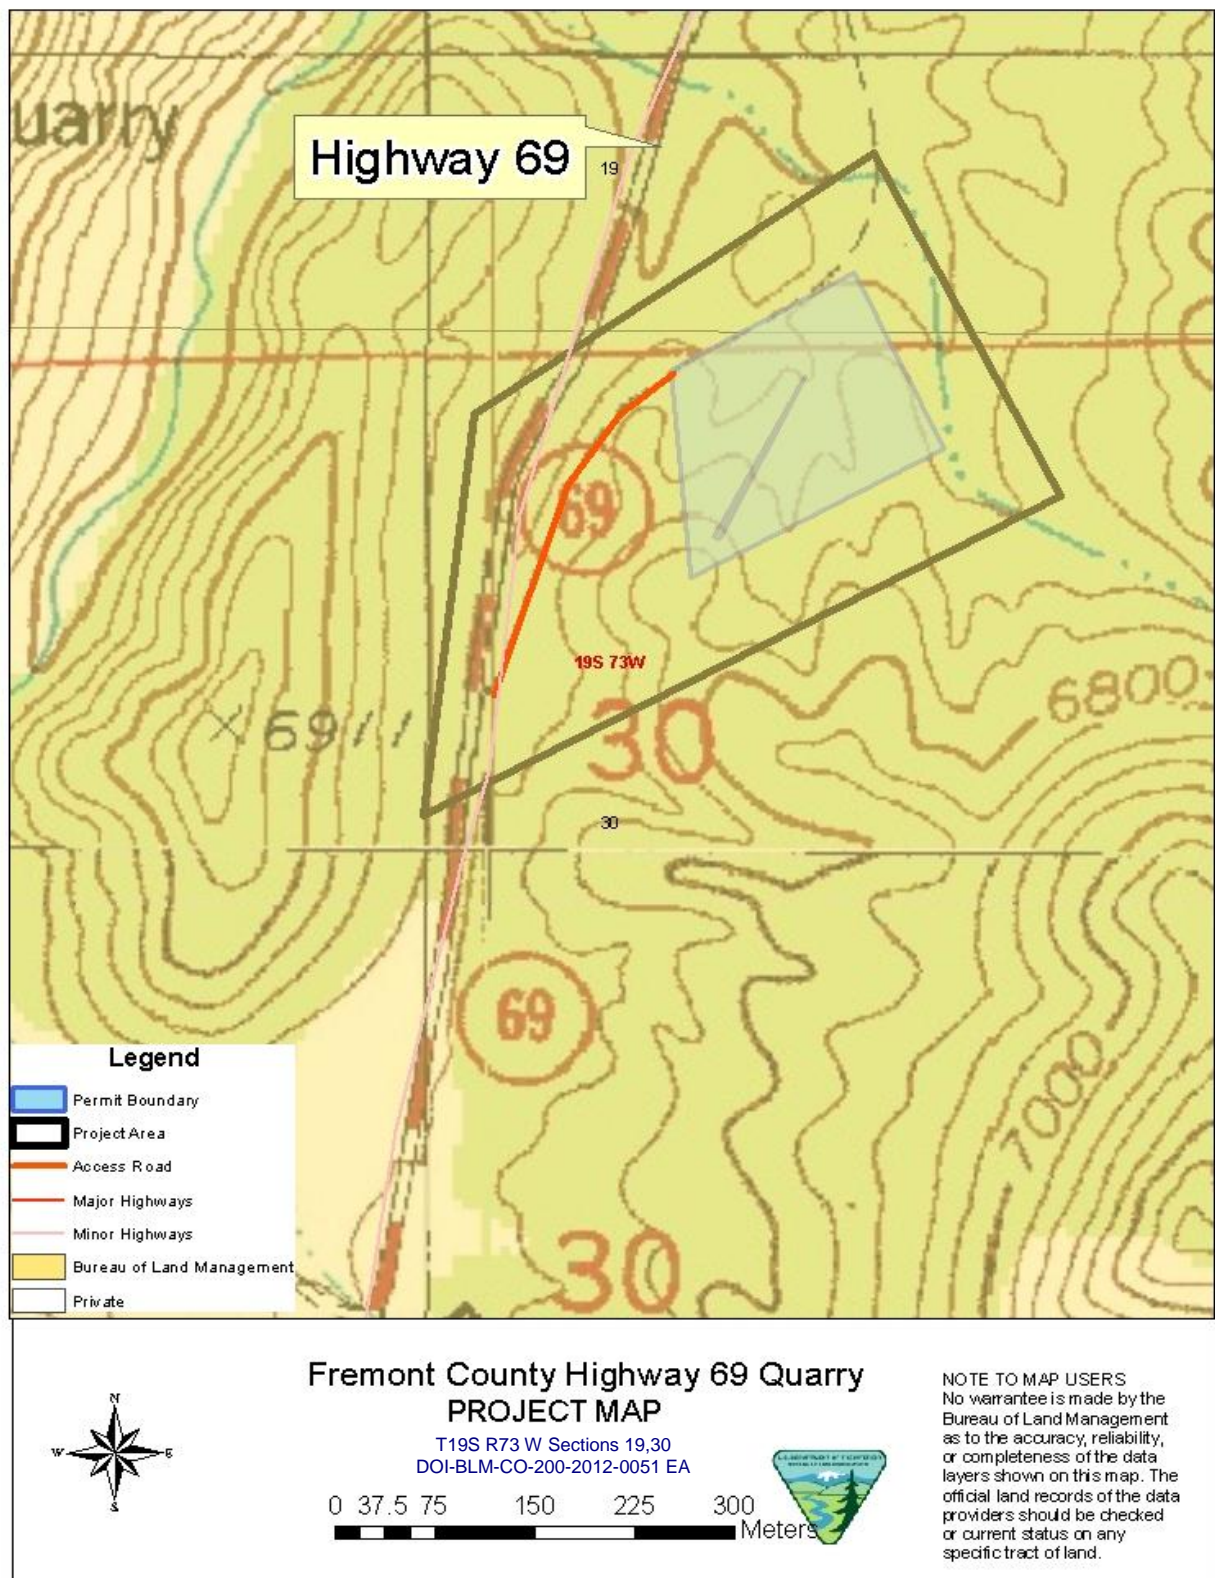 uarry
Highway 69
19
69
19S 73W
30
6800
6911
30
69
7000
30
Legend
Permit Boundary
Project Area
Access Road
Major Highways
Minor Highways
Bureau of Land Management
Private
N
W
E
S
Fremont County Highway 69 Quarry
PROJECT MAP
T19S R73 W Sections 19,30
DOI-BLM-CO-200-2012-0051 EA
0 37.5 75 150 225 300
Meters
NOTE TO MAP USERS
No warrantee is made by the
Bureau of Land Management
as to the accuracy, reliability,
or completeness of the data
layers shown on this map. The
official land records of the data
providers should be checked
or current status on any
specific tract of land.